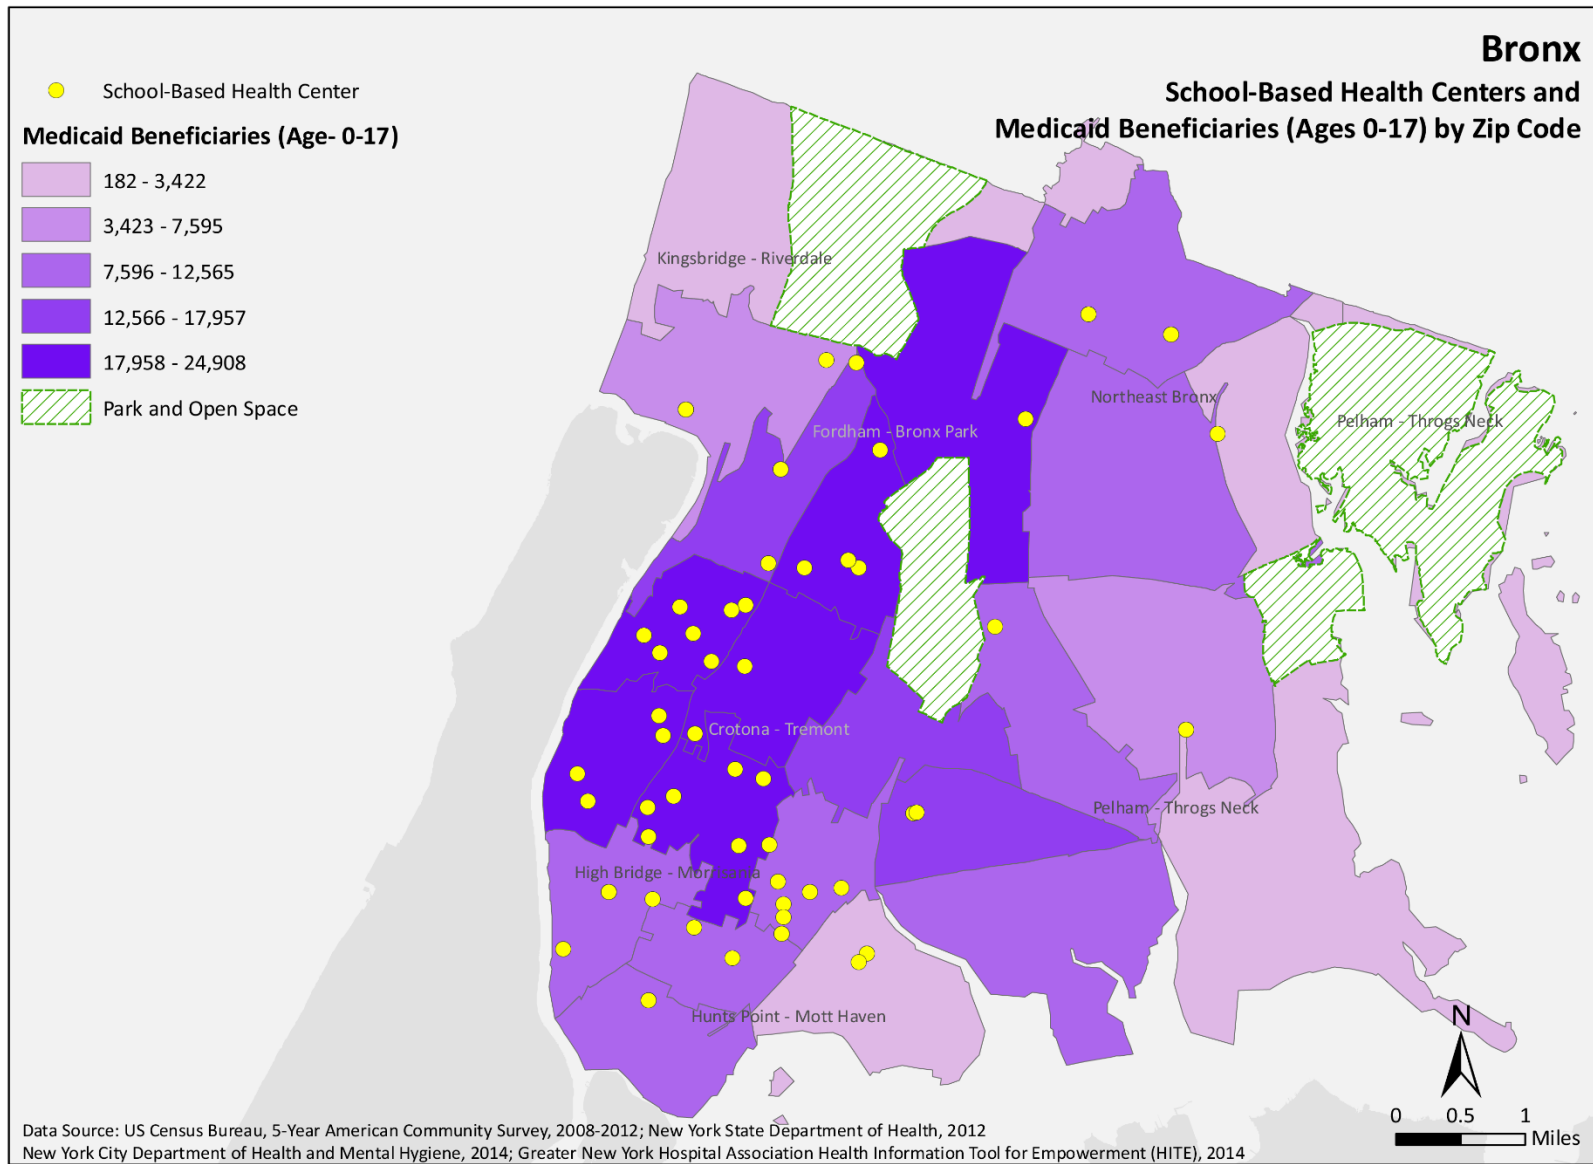 Bronx
School-Based Health Centers and
Medicaid Beneficiaries (Ages 0-17) by Zip Code
School-Based Health Center
Medicaid Beneficiaries (Age- 0-17)
182 - 3,422
3,423 - 7,595
7,596 - 12,565
12,566 - 17,957
17,958 - 24,908
Park and Open Space
Kingsbridge - Riverdale
Northeast Bronx
Pelham - Throgs Neck
Fordham - Bronx Park
Crotona - Tremont
Pelham - Throgs Neck
High Bridge - Morrisania
Hunts Point - Mott Haven
N
0 0.5 1
Miles
Data Source: US Census Bureau, 5-Year American Community Survey, 2008-2012; New York State Department of Health, 2012
New York City Department of Health and Mental Hygiene, 2014; Greater New York Hospital Association Health Information Tool for Empowerment (HITE), 2014